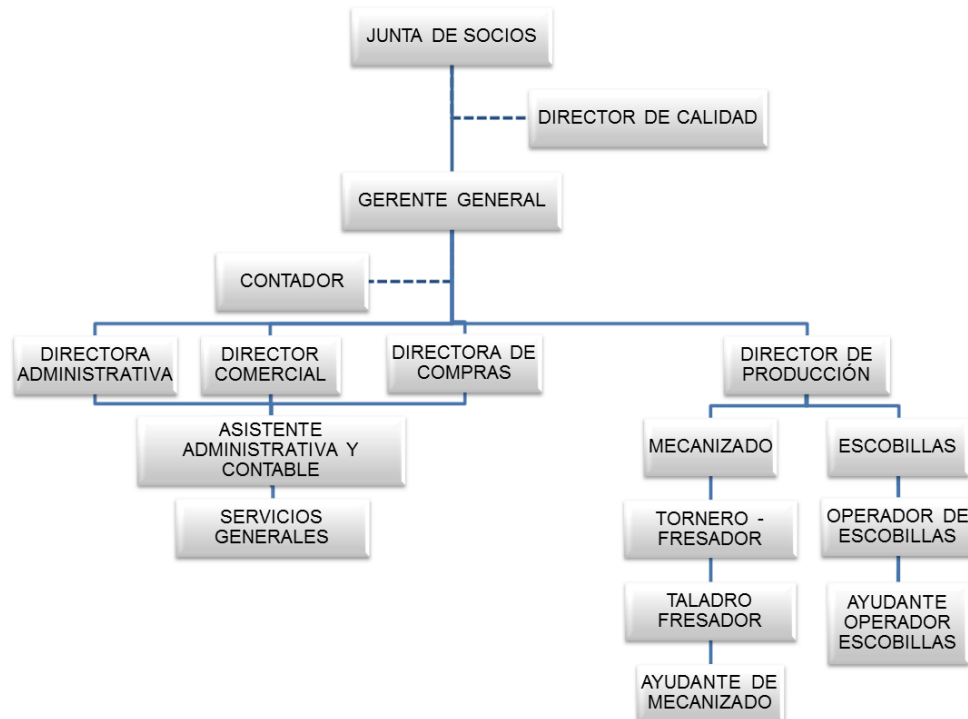 JUNTA DE SOCIOS
DIRECTOR DE CALIDAD
GERENTE GENERAL
CONTADOR
DIRECTORA
ADMINISTRATIVA
DIRECTOR
COMERCIAL
DIRECTORA DE
COMPRAS
DIRECTOR DE
PRODUCCIÓN
ASISTENTE
ADMINISTRATIVA Y
CONTABLE
SERVICIOS
GENERALES
MECANIZADO
TORNERO -
FRESADOR
TALADRO
FRESADOR
AYUDANTE DE
MECANIZADO
ESCOBILLAS
OPERADOR DE
ESCOBILLAS
AYUDANTE
OPERADOR
ESCOBILLAS